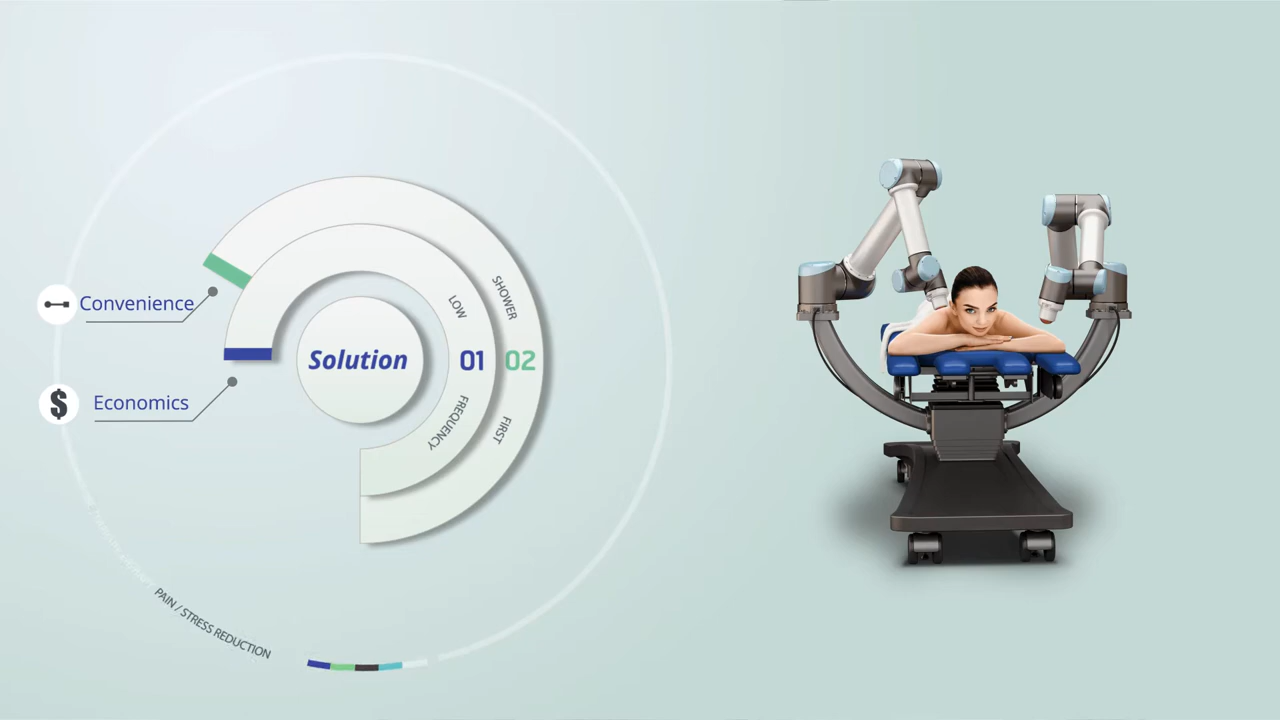 SHOWER
LOW
Convenience
Solution
01
02
$
Economics
FREQUENCY
FIRST
PAIN / STRESS REDUCTION